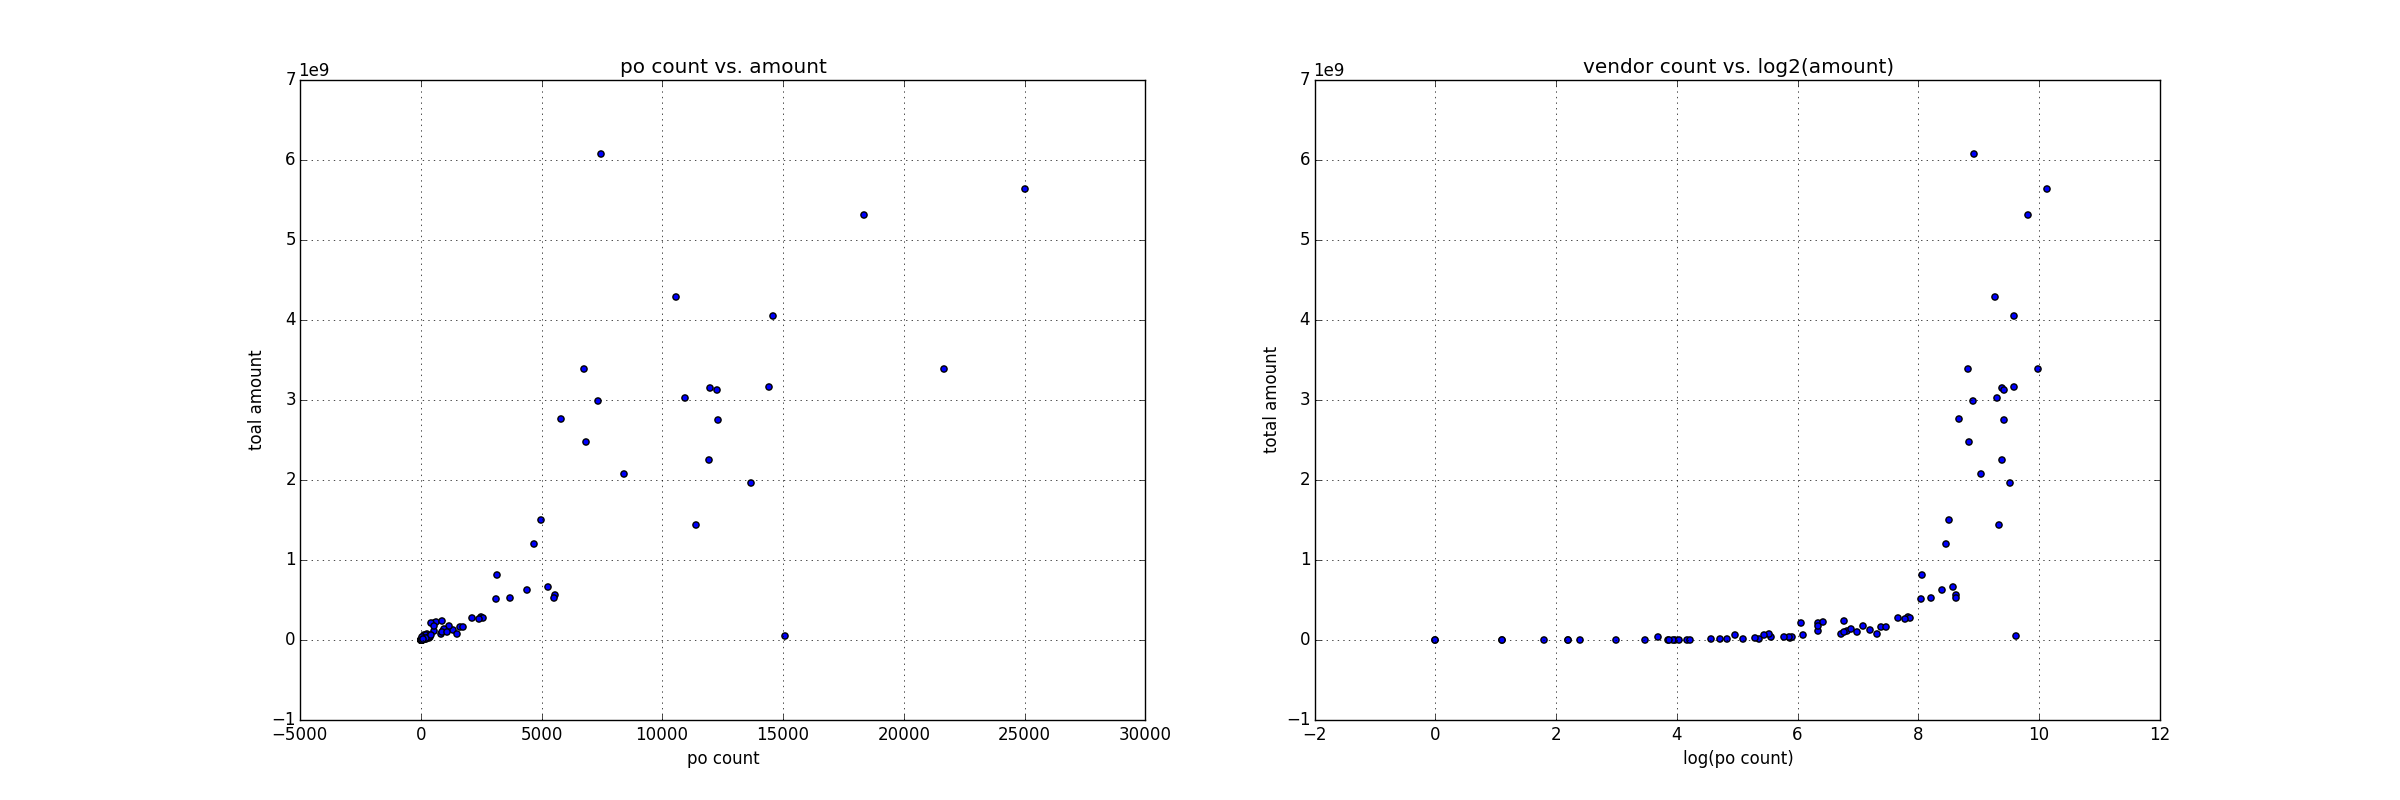 po count vs. amount
1e9
7
6
5
4
3
2
1
0
−1
toal amount
−5000 0 5000 10000 15000 20000 25000 30000
po count
vendor count vs. log2(amount)
1e9
7
6
5
4
3
2
1
0
−1
total amount
−2 0 2 4 6 8 10 12
log(po count)